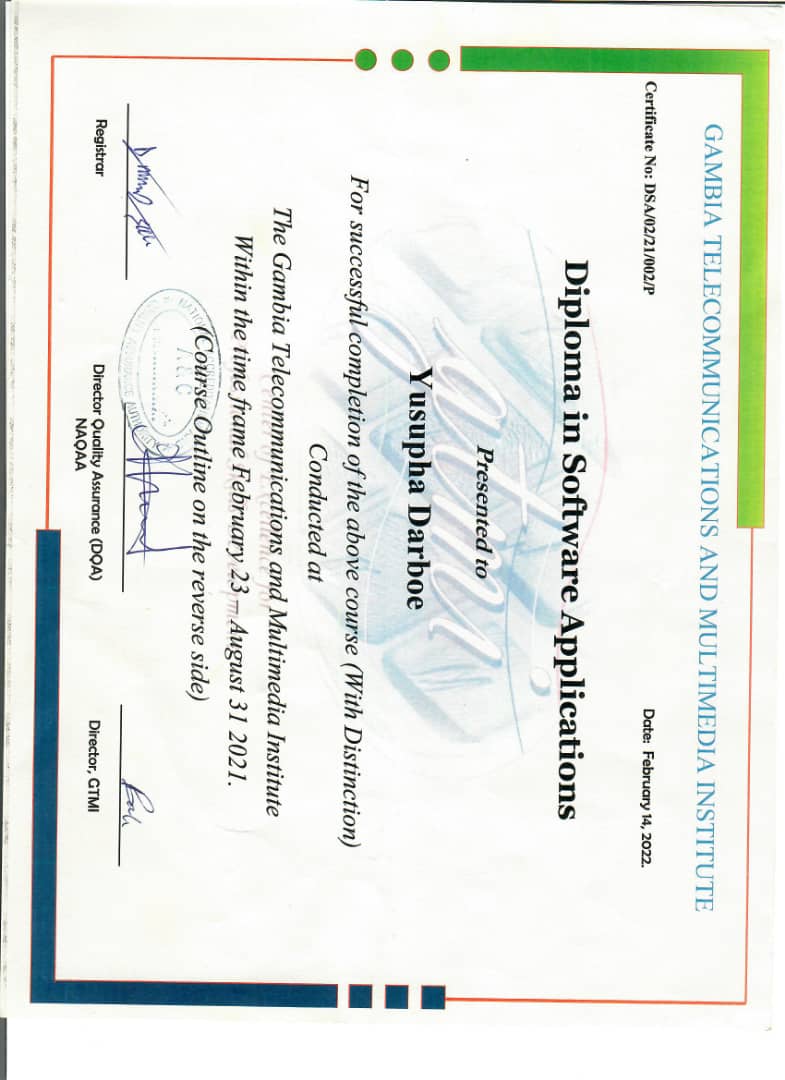 GAMBIA TELECOMMUNICATIONS AND MULTIMEDIA INSTITUTE
Certificate No: DSA/02/21/002/P
Date: February 14, 2022.
Diploma in Software Applications
Presented to
Yusupha Darboe
For successful completion of the above course (With Distinction)
Conducted at
The Gambia Telecommunications and Multimedia Institute
Within the time frame February 23 – August 31 2021.
(Course Outline on the reverse side)
Registrar
Director Quality Assurance (DQA)
NAQAA
Director, GTMI
gtmi